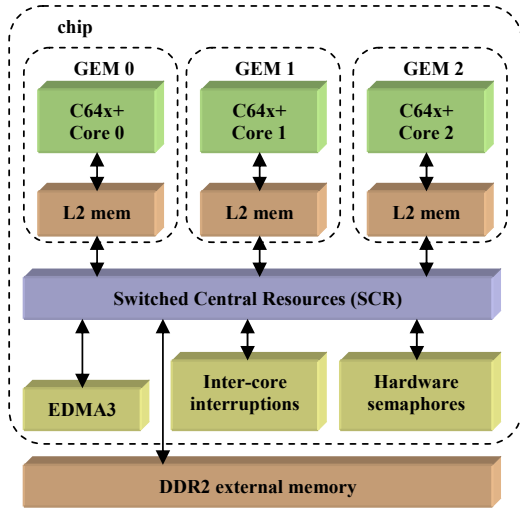 chip
GEM 0
GEM 1
GEM 2
C64x+
Core 0
C64x+
Core 1
C64x+
Core 2
L2 mem
L2 mem
L2 mem
Switched Central Resources (SCR)
EDMA3
Inter-core
interruptions
Hardware
semaphores
DDR2 external memory